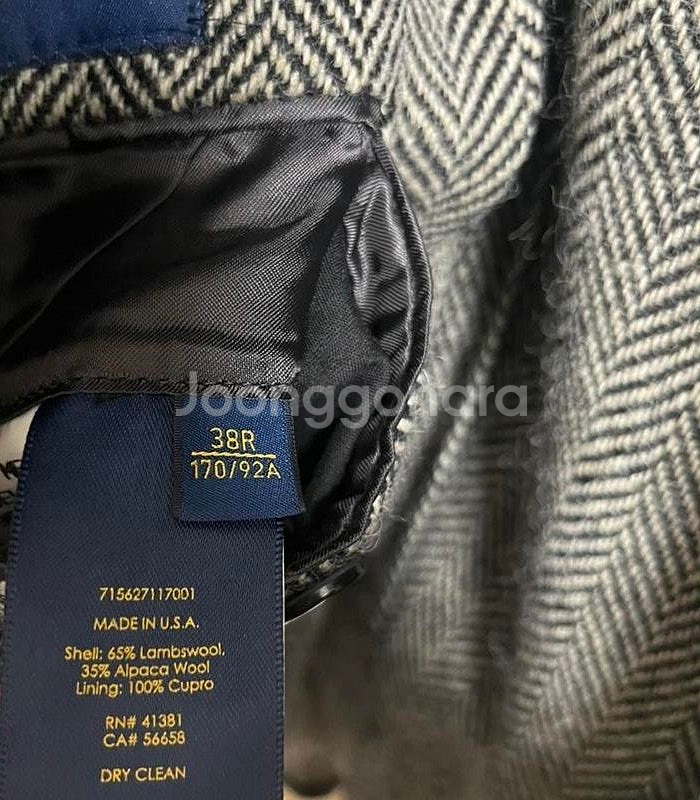 Joonggonara
38R
170/92A
715627117001
MADE IN U.S.A.
Shell: 65% Lambswool,
35% Alpaca Wool
Lining: 100% Cupro
RN# 41381
CA# 56658
DRY CLEAN